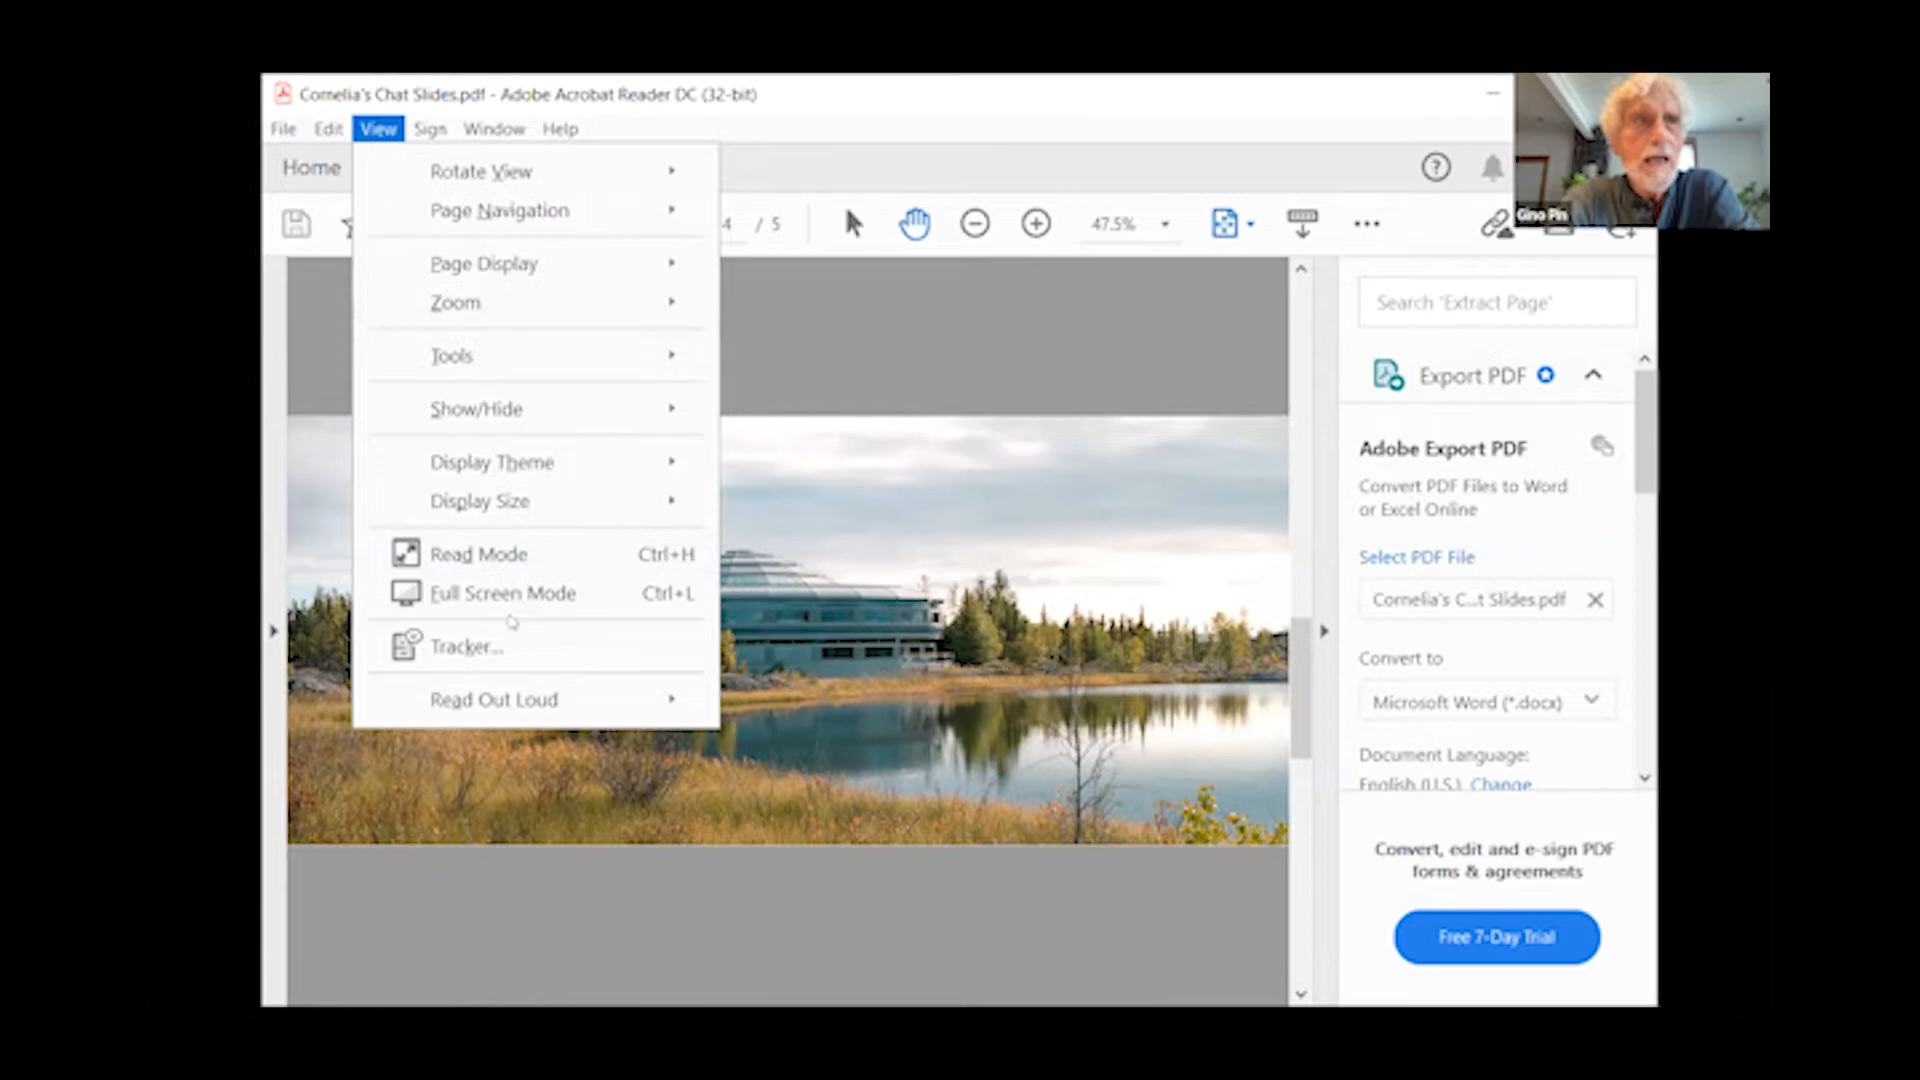 Cornelia's Chat Slides.pdf - Adobe Acrobat Reader DC (32-bit)
File Edit View Sign Window Help
Home
4 / 5
47.5%
Gino Pin
Rotate View
Page Navigation
Page Display
Zoom
Tools
Show/Hide
Display Theme
Display Size
Read Mode Ctrl+H
Full Screen Mode Ctrl+L
Tracker...
Read Out Loud
Search 'Extract Page'
Export PDF
Adobe Export PDF
Convert PDF Files to Word
or Excel Online
Select PDF File
Cornelia's C...t Slides.pdf
Convert to
Microsoft Word (*.docx)
Document Language:
English (U.S.) Change
Convert, edit and e-sign PDF
forms & agreements
Free 7-Day Trial